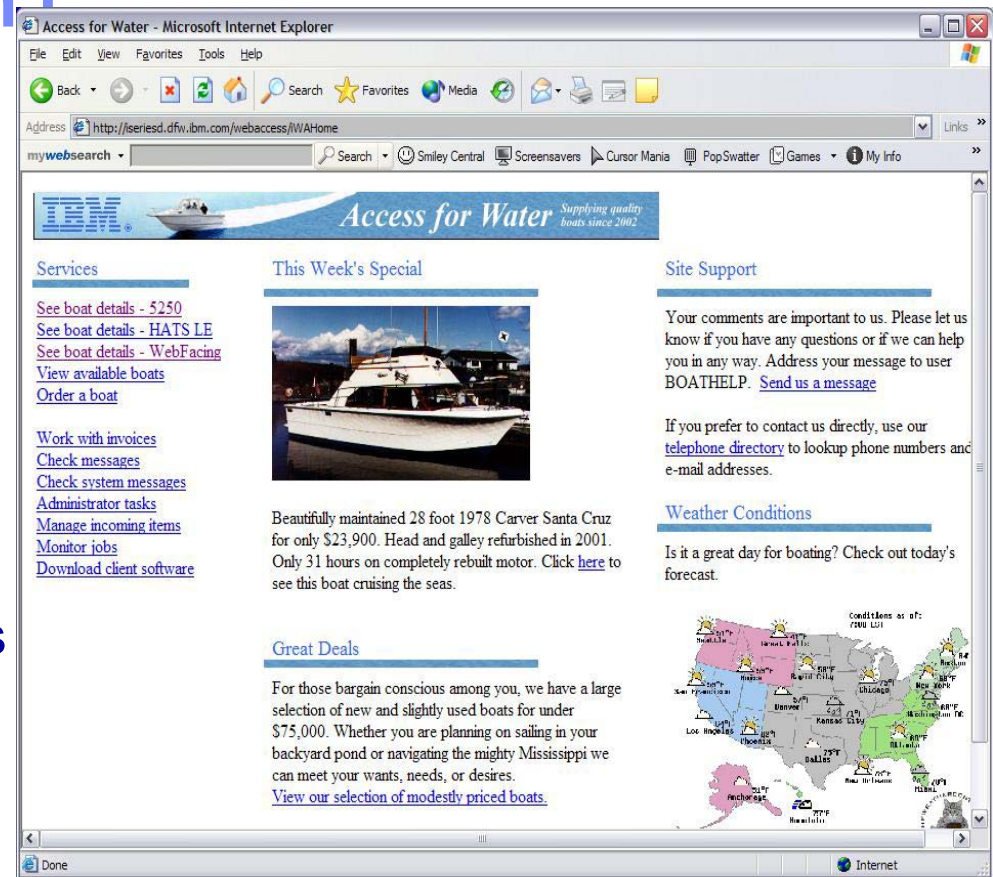 Access for Water - Microsoft Internet Explorer
File Edit View Favorites Tools Help
Back Search Favorites Media
Address http://iseriesd.dfw.ibm.com/webaccess/iWAHome Links »
mywebsearch Search Smiley Central Screensavers Cursor Mania PopSwatter Games My Info »
IBM® Access for Water Supplying quality
boats since 2002
Services
See boat details - 5250
See boat details - HATS LE
See boat details - WebFacing
View available boats
Order a boat
Work with invoices
Check messages
Check system messages
Administrator tasks
Manage incoming items
Monitor jobs
Download client software
s
This Week's Special
Beautifully maintained 28 foot 1978 Carver Santa Cruz
for only $23,900. Head and galley refurbished in 2001.
Only 31 hours on completely rebuilt motor. Click here to
see this boat cruising the seas.
Great Deals
For those bargain conscious among you, we have a large
selection of new and slightly used boats for under
$75,000. Whether you are planning on sailing in your
backyard pond or navigating the mighty Mississippi we
can meet your wants, needs, or desires.
View our selection of modestly priced boats.
Site Support
Your comments are important to us. Please let us
know if you have any questions or if we can help
you in any way. Address your message to user
BOATHELP. Send us a message
If you prefer to contact us directly, use our
telephone directory to lookup phone numbers and
e-mail addresses.
Weather Conditions
Is it a great day for boating? Check out today's
forecast.
Conditions as of:
Seattle
Great Falls
Boise
Rapid City
San Francisco
Denver
Chicago
New York
Boston
Kansas City
Washington DC
Los Angeles
Phoenix
Atlanta
Dallas
New Orleans
Miami
Anchorage
Honolulu
Done Internet